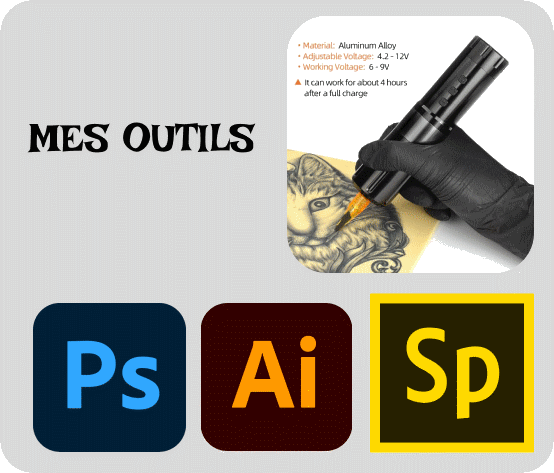 • Material: Aluminum Alloy
• Adjustable Voltage: 4.2 - 12V
• Working Voltage: 6 - 9V
▲ It can work for about 4 hours
after a full charge
MES OUTILS
Ps
Ai
Sp